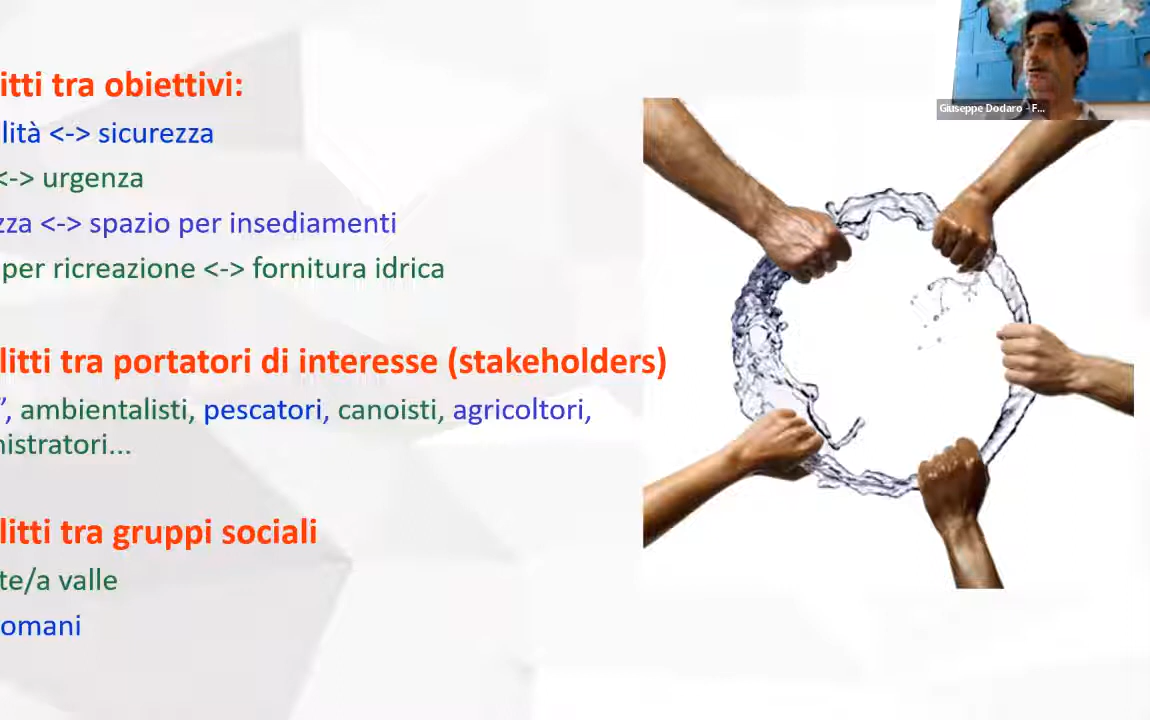 itti tra obiettivi:
lità <-> sicurezza
<-> urgenza
zza <-> spazio per insediamenti
per ricreazione <-> fornitura idrica
litti tra portatori di interesse (stakeholders)
”, ambientalisti, pescatori, canoisti, agricoltori,
nistratori...
litti tra gruppi sociali
te/a valle
omani
Giuseppe Dodaro - F...